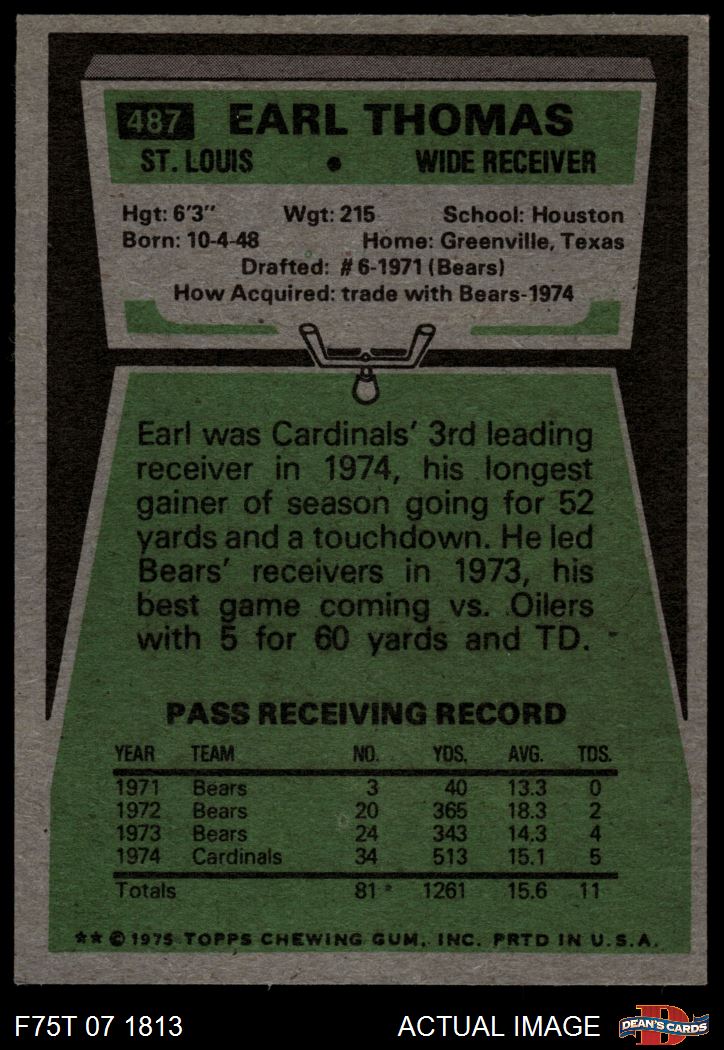 487 EARL THOMAS
ST. LOUIS • WIDE RECEIVER
Hgt: 6'3" Wgt: 215 School: Houston
Born: 10-4-48 Home: Greenville, Texas
Drafted: #6-1971 (Bears)
How Acquired: trade with Bears-1974
Earl was Cardinals' 3rd leading
receiver in 1974, his longest
gainer of season going for 52
yards and a touchdown. He led
Bears' receivers in 1973, his
best game coming vs. Oilers
with 5 for 60 yards and TD.
PASS RECEIVING RECORD
YEAR TEAM NO. YDS. AVG. TDS.
1971 Bears 3 40 13.3 0
1972 Bears 20 365 18.3 2
1973 Bears 24 343 14.3 4
1974 Cardinals 34 513 15.1 5
Totals 81 1261 15.6 11
** © 1975 TOPPS CHEWING GUM, INC. PRTD IN U.S.A.
F75T 07 1813 ACTUAL IMAGE D DEAN'S CARDS